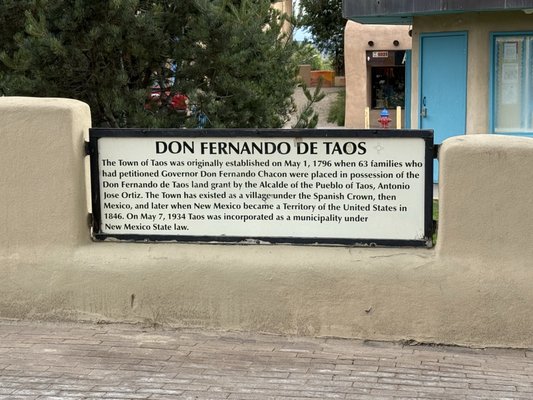 DON FERNANDO DE TAOS
The Town of Taos was originally established on May 1, 1796 when 63 families who
had petitioned Governor Don Fernando Chacon were placed in possession of the
Don Fernando de Taos land grant by the Alcalde of the Pueblo of Taos, Antonio
Jose Ortiz. The Town has existed as a village under the Spanish Crown, then
Mexico, and later when New Mexico became a Territory of the United States in
1846. On May 7, 1934 Taos was incorporated as a municipality under
New Mexico State law.